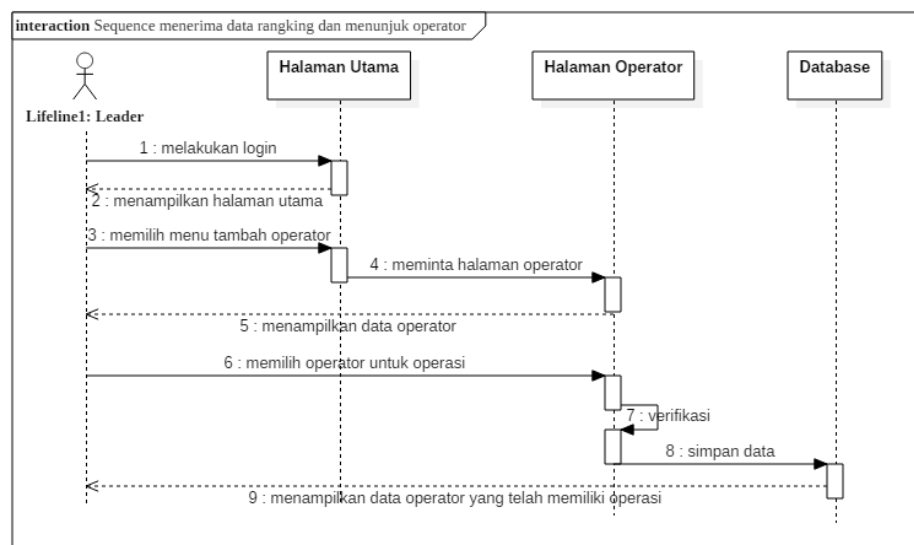 interaction Sequence menerima data rangking dan menunjuk operator
Halaman Utama
Halaman Operator
Database
Lifeline1: Leader
1 : melakukan login
2 : menampilkan halaman utama
3 : memilih menu tambah operator
4 : meminta halaman operator
5 : menampilkan data operator
6 : memilih operator untuk operasi
7 : verifikasi
8 : simpan data
9 : menampilkan data operator yang telah memiliki operasi